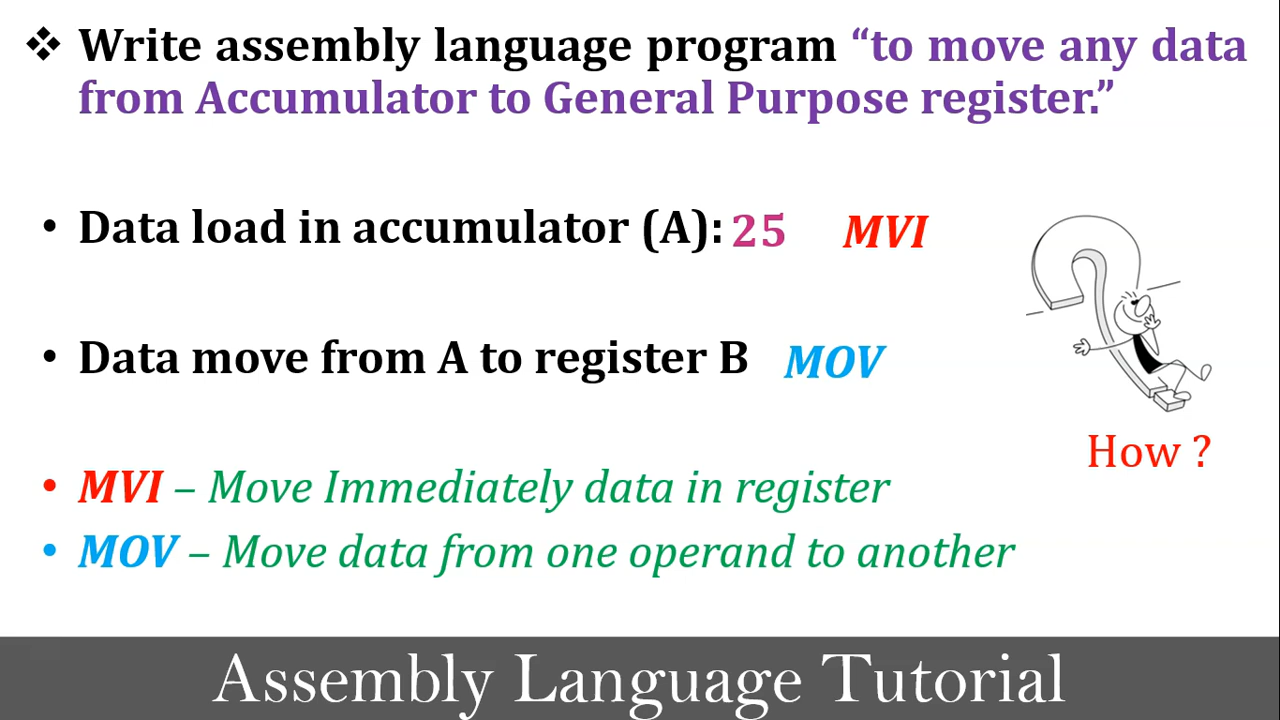 ❖ Write assembly language program “to move any data
from Accumulator to General Purpose register.”
• Data load in accumulator (A): 25 MVI
• Data move from A to register B MOV
How ?
• MVI – Move Immediately data in register
• MOV – Move data from one operand to another
Assembly Language Tutorial